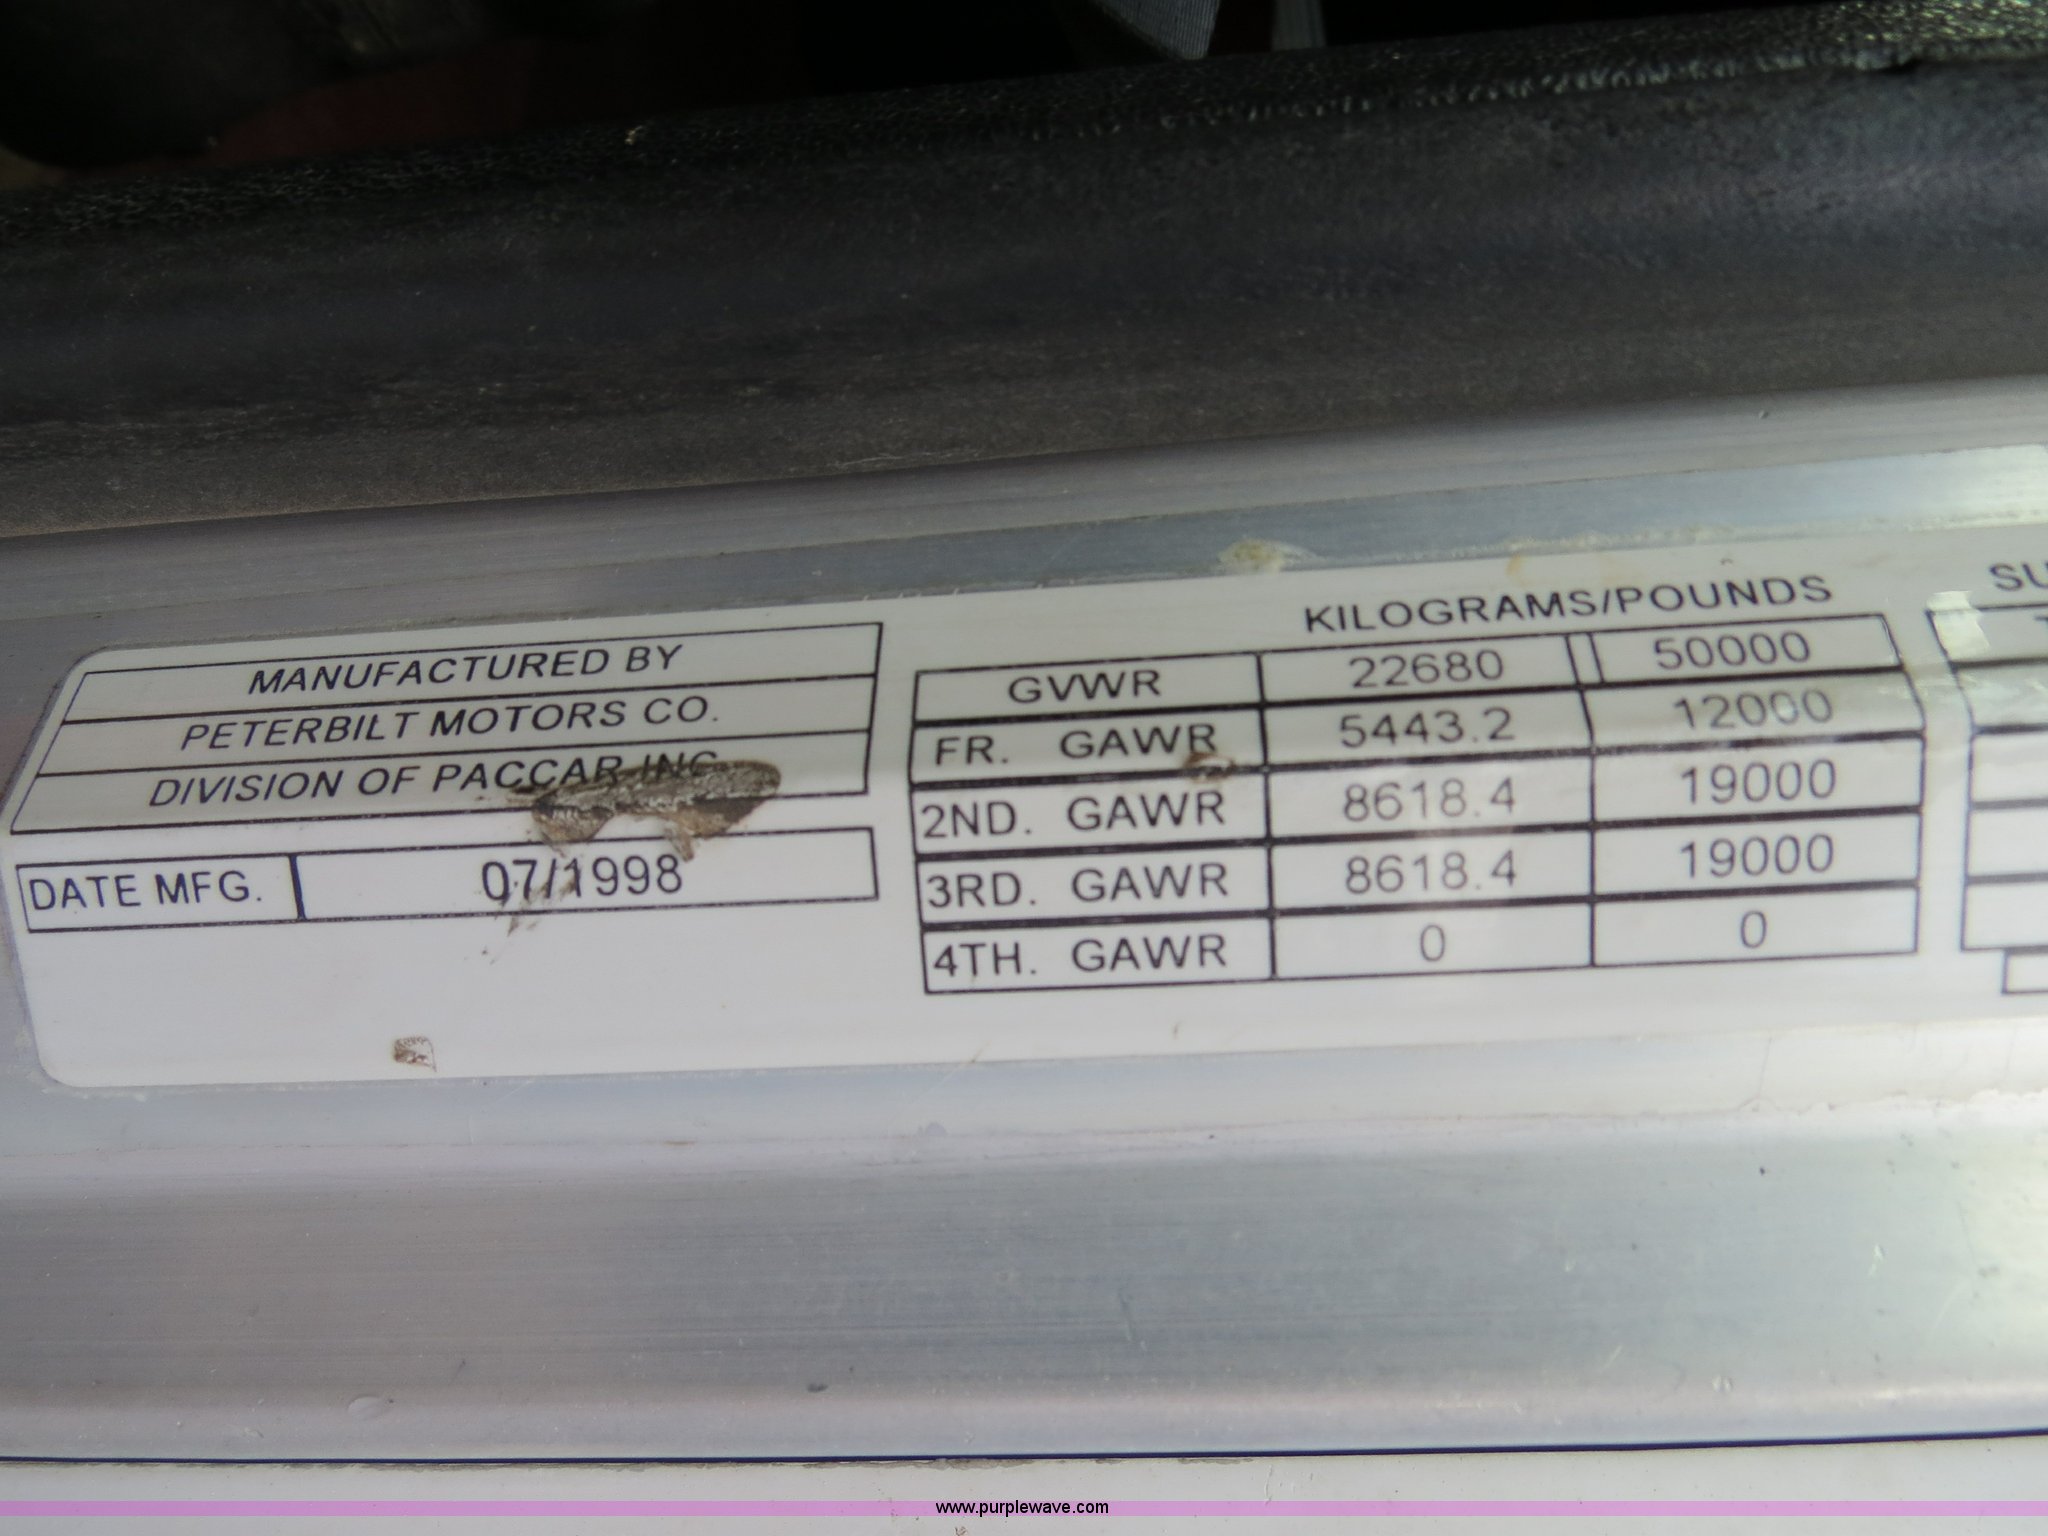 MANUFACTURED BY
PETERBILT MOTORS CO.
DIVISION OF PACCAR INC.
DATE MFG. 07/1998
KILOGRAMS/POUNDS
GVWR 22680 50000
FR. GAWR 5443.2 12000
2ND. GAWR 8618.4 19000
3RD. GAWR 8618.4 19000
4TH. GAWR 0 0
SU
www.purplewave.com